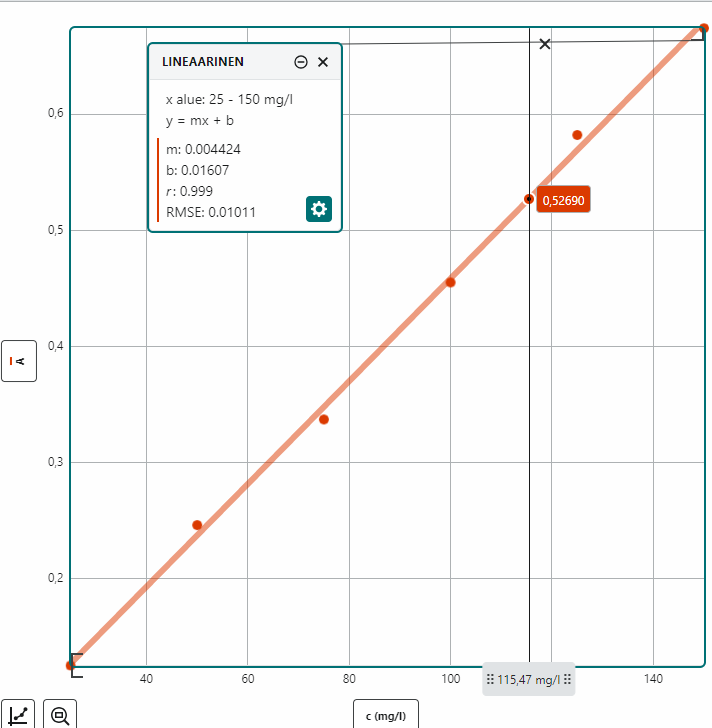 LINEAARINEN
x alue: 25 - 150 mg/l
y = mx + b
m: 0.004424
b: 0.01607
r: 0.999
RMSE: 0.01011
0,6
0,52690
0,5
0,4
A
0,3
0,2
40
60
80
100
115,47 mg/l
140
c (mg/l)